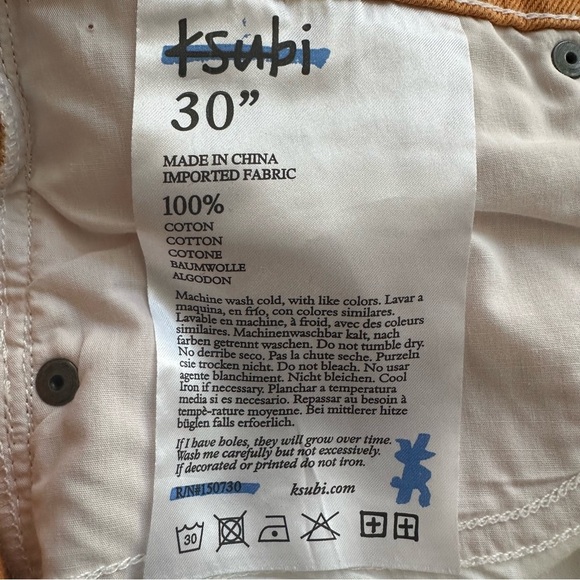 ksubi
30”
MADE IN CHINA
IMPORTED FABRIC
100%
COTON
COTTON
COTONE
BAUMWOLLE
ALGODON
Machine wash cold, with like colors. Lavar a
maquina, en frío, con colores similares.
Lavable en machine, à froid, avec des couleurs
similaires. Machinenwaschbar kalt, nach
farben getrennt waschen. Do not tumble dry.
No derribe seco. Pas la chute seche. Purzeln
csie trocken nicht. Do not bleach. No usar
agente blanchiment. Nicht bleichen. Cool
Iron if necessary. Planchar a temperatura
media si es necesario. Repassar au besoin à
tempè-rature moyenne. Bei mittlerer hitze
büglen falls erfoerlich.
If I have holes, they will grow over time.
Wash me carefully but not excessively.
If decorated or printed do not iron.
R/N#150730 ksubi.com
30